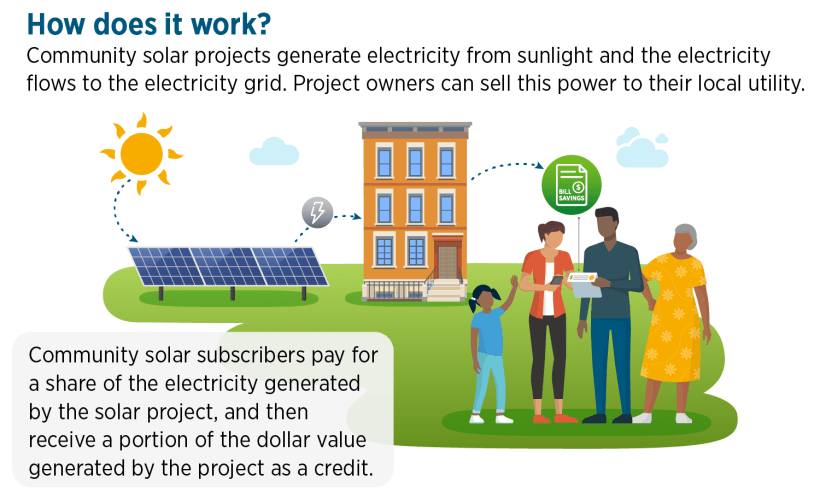 How does it work?
Community solar projects generate electricity from sunlight and the electricity
flows to the electricity grid. Project owners can sell this power to their local utility.
BILL
SAVINGS
$
Community solar subscribers pay for
a share of the electricity generated
by the solar project, and then
receive a portion of the dollar value
generated by the project as a credit.